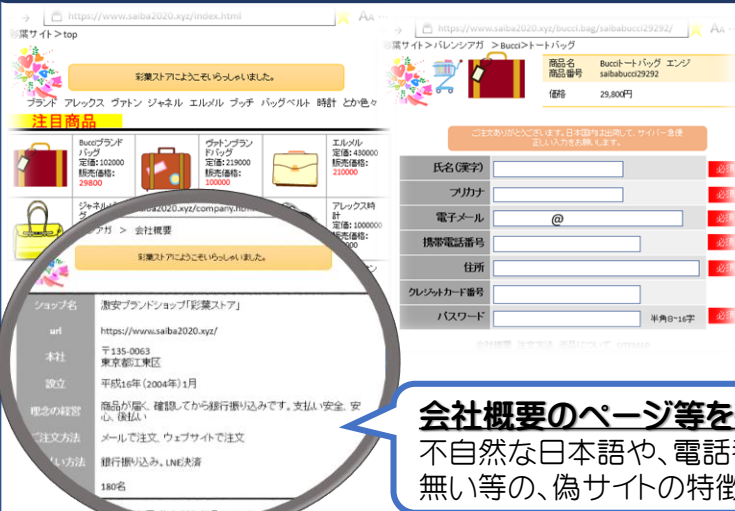 https://www.saiba2020.xyz/index.html
彩葉サイト＞top
彩葉ストアにようこそいらっしゃいました。
ブランド アレックス ヴァトン ジャネル エルメル ブッチ バッグベルト 時計 とか色々
注目商品
Bucciブランド
バッグ
定価:102000
販売価格:
29800
ヴァトンブラン
ドバッグ
定価:219000
販売価格:
100000
エルメル
定価:430000
販売価格:
210000
アレックス時
計
定価:1000000
会社概要
彩葉ストアにようこそいらっしゃいました。
ショップ名 激安ブランドショップ「彩葉ストア」
url https://www.saiba2020.xyz/
本社 〒135-0063
東京都江東区
設立 平成16年(2004年)1月
理念の経営 商品が届く、確認してから銀行振り込みです。支払い安全、安
心、後払い
ご注文方法 メールで注文、ウェブサイトで注文
払い方法 銀行振り込み。LNE決済
180名
https://www.saiba2020.xyz/bucci.bag/saibabucci29292/
彩葉サイト＞バレンシアガ ＞Bucci＞トートバッグ
商品名 Bucciトートバッグ エンジ
商品番号 saibabucci29292
価格 29,800円
ご注文ありがとうございます。日本国内は出荷して、サイバー急便
正しい入力をお願いします。
氏名(漢字) 必須
フリカナ 必須
電子メール @ 必須
携帯電話番号 必須
住所 必須
クレジットカード番号 必須
パスワード 半角8~16字 必須
会社概要のページ等を
不自然な日本語や、電話
無い等の、偽サイトの特徴